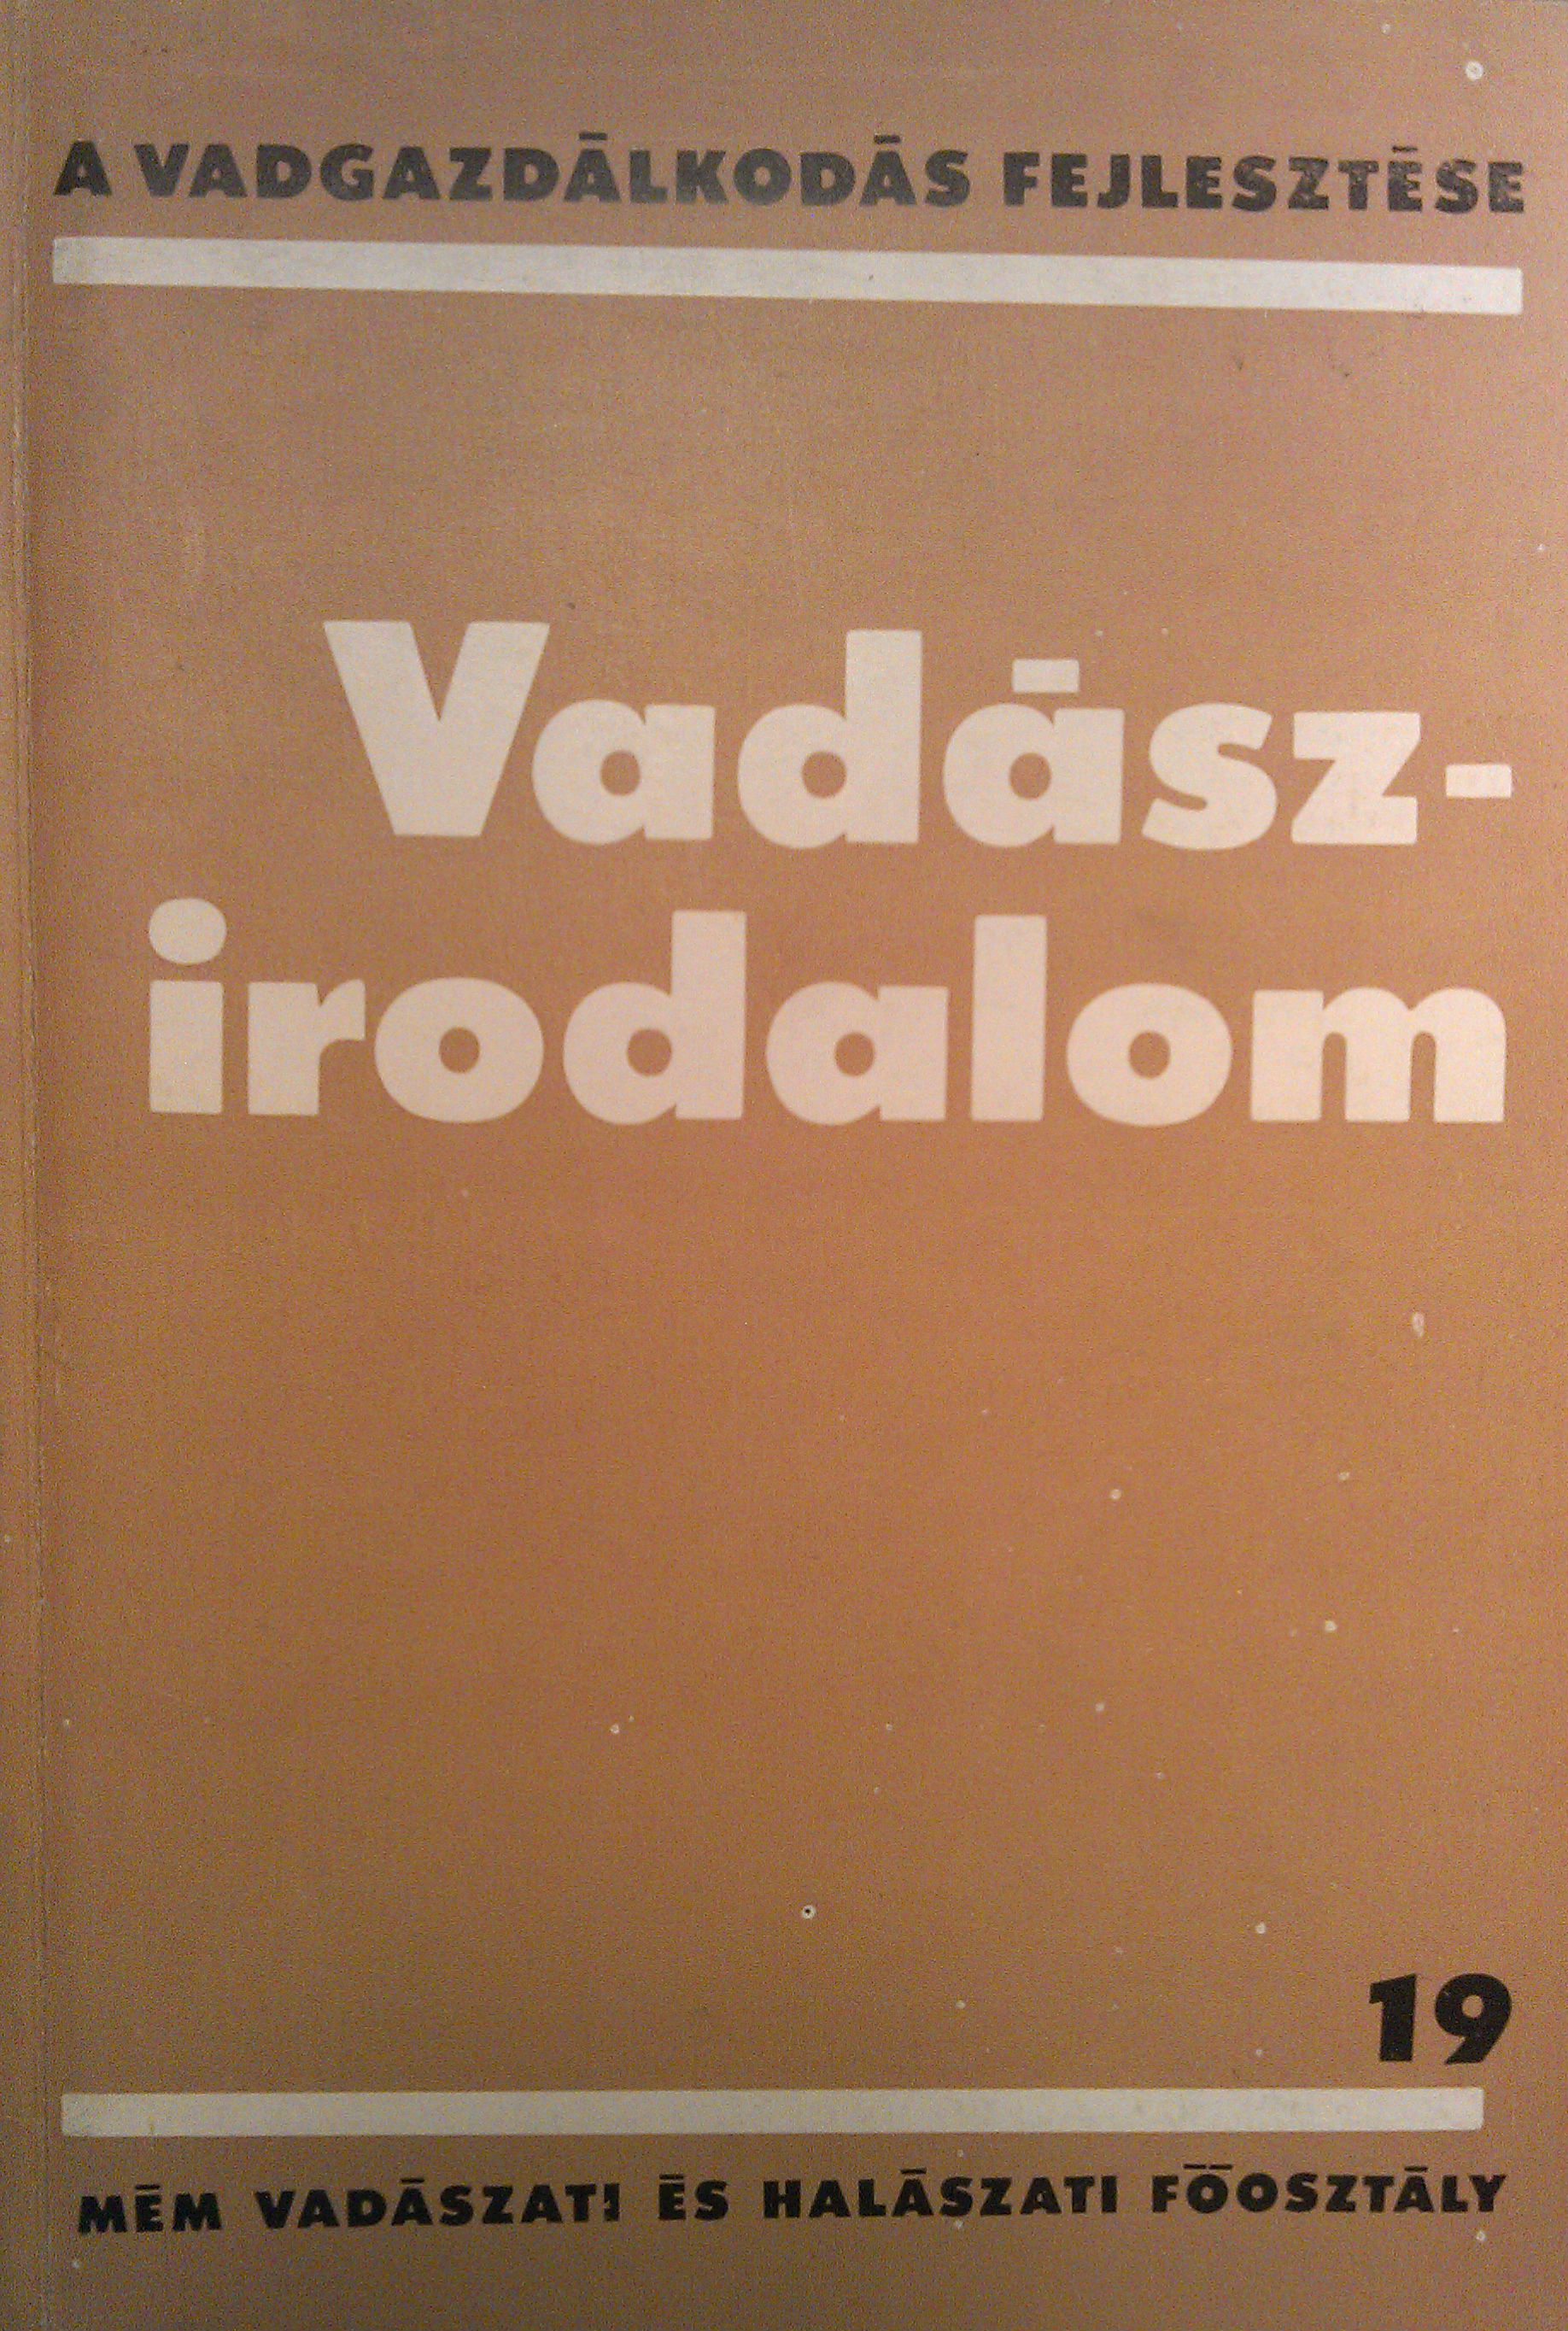 A VADGAZDÁLKODÁS FEJLESZTÉSE
Vadász-
irodalom
19
MÉM VADÁSZATI ÉS HALÁSZATI FŐOSZTÁLY